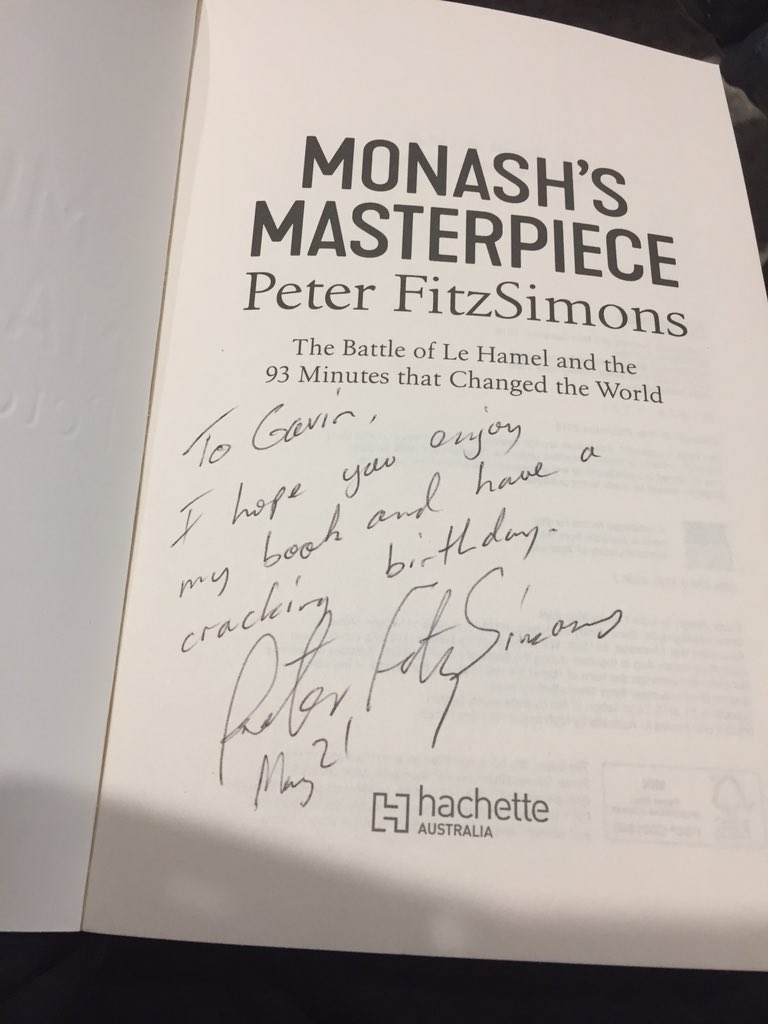 MONASH'S
MASTERPIECE
Peter FitzSimons
The Battle of Le Hamel and the
93 Minutes that Changed the World
To Gavin,
I hope you enjoy
my book and have a
cracking birthday.
Peter FitzSimons
May 21
hachette
AUSTRALIA